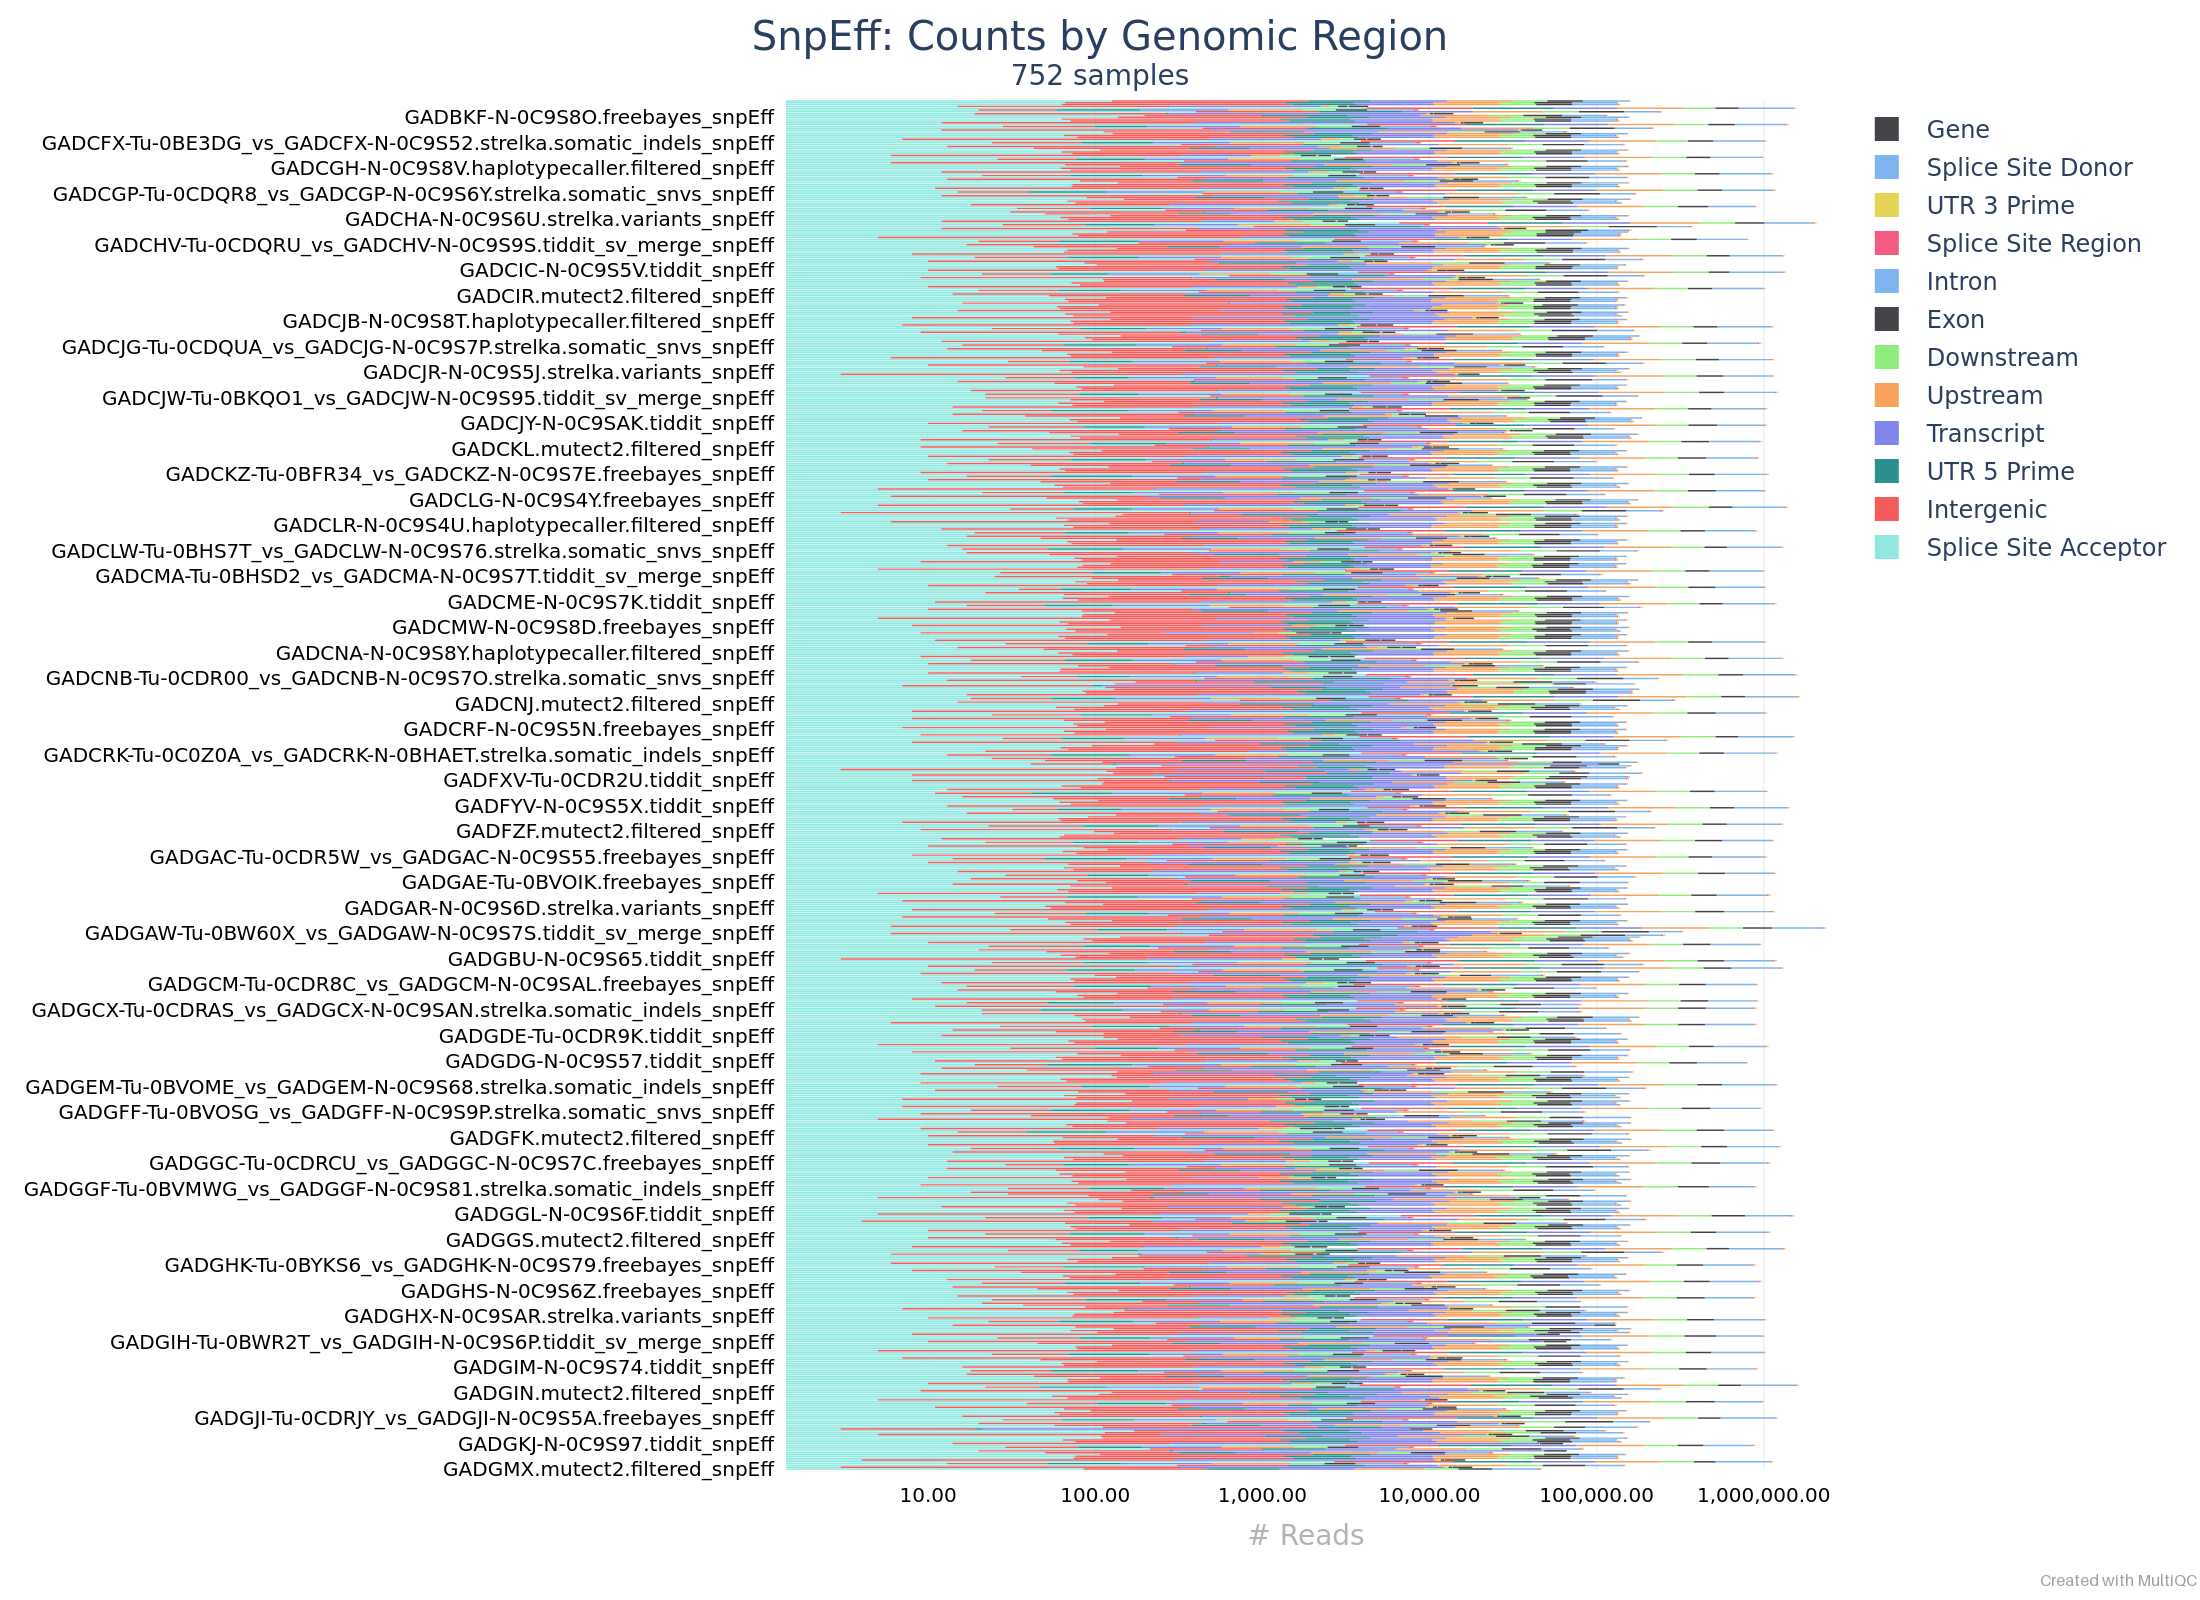 SnpEff: Counts by Genomic Region
752 samples
GADBKF-N-0C9S8O.freebayes_snpEff
GADCFX-Tu-0BE3DG_vs_GADCFX-N-0C9S52.strelka.somatic_indels_snpEff
GADCGH-N-0C9S8V.haplotypecaller.filtered_snpEff
GADCGP-Tu-0CDQR8_vs_GADCGP-N-0C9S6Y.strelka.somatic_snvs_snpEff
GADCHA-N-0C9S6U.strelka.variants_snpEff
GADCHV-Tu-0CDQRU_vs_GADCHV-N-0C9S9S.tiddit_sv_merge_snpEff
GADCIC-N-0C9S5V.tiddit_snpEff
GADCIR.mutect2.filtered_snpEff
GADCJB-N-0C9S8T.haplotypecaller.filtered_snpEff
GADCJG-Tu-0CDQUA_vs_GADCJG-N-0C9S7P.strelka.somatic_snvs_snpEff
GADCJR-N-0C9S5J.strelka.variants_snpEff
GADCJW-Tu-0BKQO1_vs_GADCJW-N-0C9S95.tiddit_sv_merge_snpEff
GADCJY-N-0C9SAK.tiddit_snpEff
GADCKL.mutect2.filtered_snpEff
GADCKZ-Tu-0BFR34_vs_GADCKZ-N-0C9S7E.freebayes_snpEff
GADCLG-N-0C9S4Y.freebayes_snpEff
GADCLR-N-0C9S4U.haplotypecaller.filtered_snpEff
GADCLW-Tu-0BHS7T_vs_GADCLW-N-0C9S76.strelka.somatic_snvs_snpEff
GADCMA-Tu-0BHSD2_vs_GADCMA-N-0C9S7T.tiddit_sv_merge_snpEff
GADCME-N-0C9S7K.tiddit_snpEff
GADCMW-N-0C9S8D.freebayes_snpEff
GADCNA-N-0C9S8Y.haplotypecaller.filtered_snpEff
GADCNB-Tu-0CDR00_vs_GADCNB-N-0C9S7O.strelka.somatic_snvs_snpEff
GADCNJ.mutect2.filtered_snpEff
GADCRF-N-0C9S5N.freebayes_snpEff
GADCRK-Tu-0C0Z0A_vs_GADCRK-N-0BHAET.strelka.somatic_indels_snpEff
GADFXV-Tu-0CDR2U.tiddit_snpEff
GADFYV-N-0C9S5X.tiddit_snpEff
GADFZF.mutect2.filtered_snpEff
GADGAC-Tu-0CDR5W_vs_GADGAC-N-0C9S55.freebayes_snpEff
GADGAE-Tu-0BVOIK.freebayes_snpEff
GADGAR-N-0C9S6D.strelka.variants_snpEff
GADGAW-Tu-0BW60X_vs_GADGAW-N-0C9S7S.tiddit_sv_merge_snpEff
GADGBU-N-0C9S65.tiddit_snpEff
GADGCM-Tu-0CDR8C_vs_GADGCM-N-0C9SAL.freebayes_snpEff
GADGCX-Tu-0CDRAS_vs_GADGCX-N-0C9SAN.strelka.somatic_indels_snpEff
GADGDE-Tu-0CDR9K.tiddit_snpEff
GADGDG-N-0C9S57.tiddit_snpEff
GADGEM-Tu-0BVOME_vs_GADGEM-N-0C9S68.strelka.somatic_indels_snpEff
GADGFF-Tu-0BVOSG_vs_GADGFF-N-0C9S9P.strelka.somatic_snvs_snpEff
GADGFK.mutect2.filtered_snpEff
GADGGC-Tu-0CDRCU_vs_GADGGC-N-0C9S7C.freebayes_snpEff
GADGGF-Tu-0BVMWG_vs_GADGGF-N-0C9S81.strelka.somatic_indels_snpEff
GADGGL-N-0C9S6F.tiddit_snpEff
GADGGS.mutect2.filtered_snpEff
GADGHK-Tu-0BYKS6_vs_GADGHK-N-0C9S79.freebayes_snpEff
GADGHS-N-0C9S6Z.freebayes_snpEff
GADGHX-N-0C9SAR.strelka.variants_snpEff
GADGIH-Tu-0BWR2T_vs_GADGIH-N-0C9S6P.tiddit_sv_merge_snpEff
GADGIM-N-0C9S74.tiddit_snpEff
GADGIN.mutect2.filtered_snpEff
GADGJI-Tu-0CDRJY_vs_GADGJI-N-0C9S5A.freebayes_snpEff
GADGKJ-N-0C9S97.tiddit_snpEff
GADGMX.mutect2.filtered_snpEff
10.00 100.00 1,000.00 10,000.00 100,000.00 1,000,000.00
# Reads
Gene
Splice Site Donor
UTR 3 Prime
Splice Site Region
Intron
Exon
Downstream
Upstream
Transcript
UTR 5 Prime
Intergenic
Splice Site Acceptor
Created with MultiQC